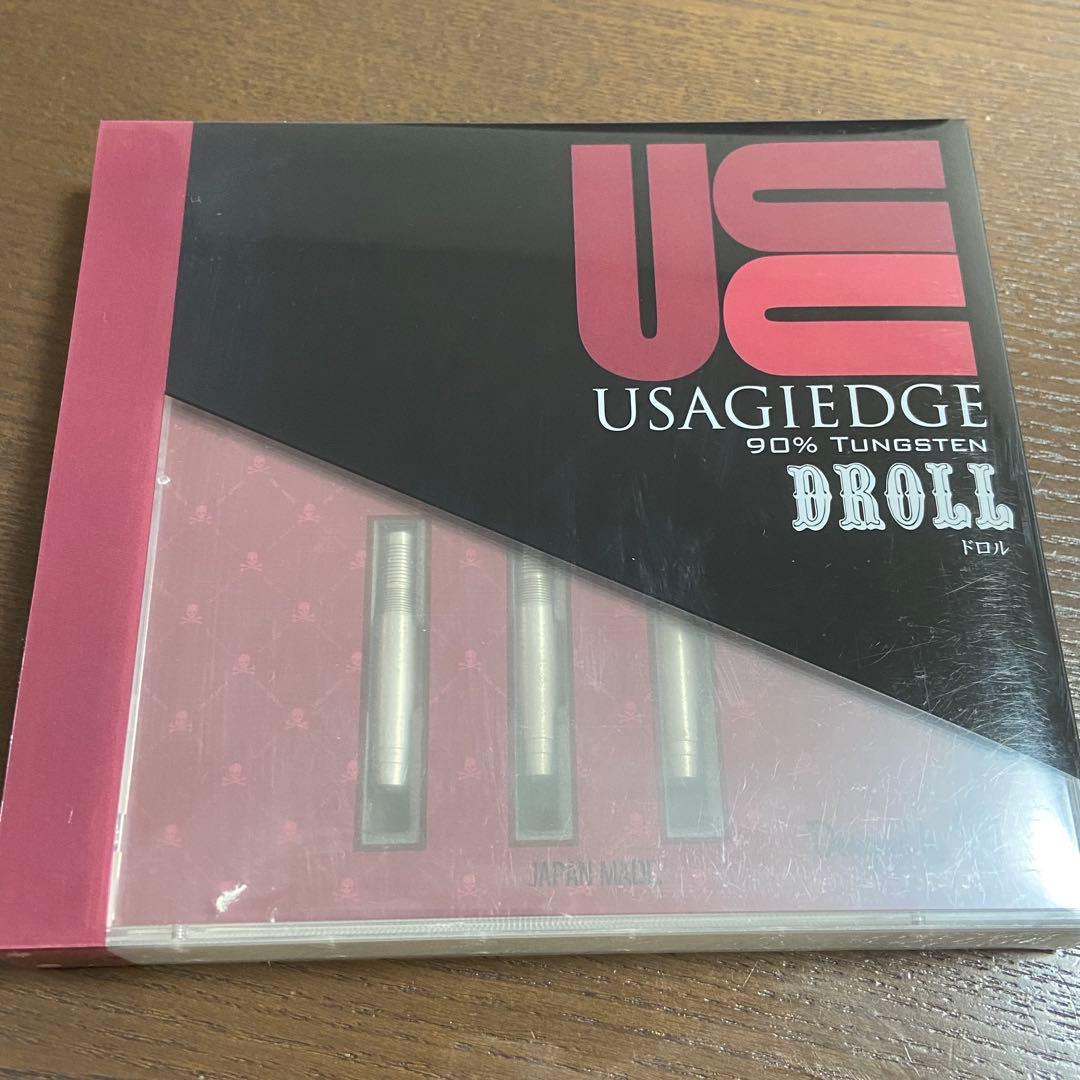 UE
USAGIEDGE
90% TUNGSTEN
DROLL
ドロル
JAPAN MADE